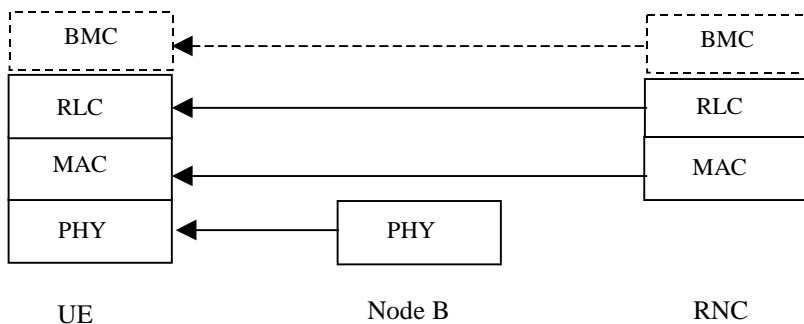 BMC BMC
RLC RLC
MAC MAC
PHY PHY
UE Node B RNC